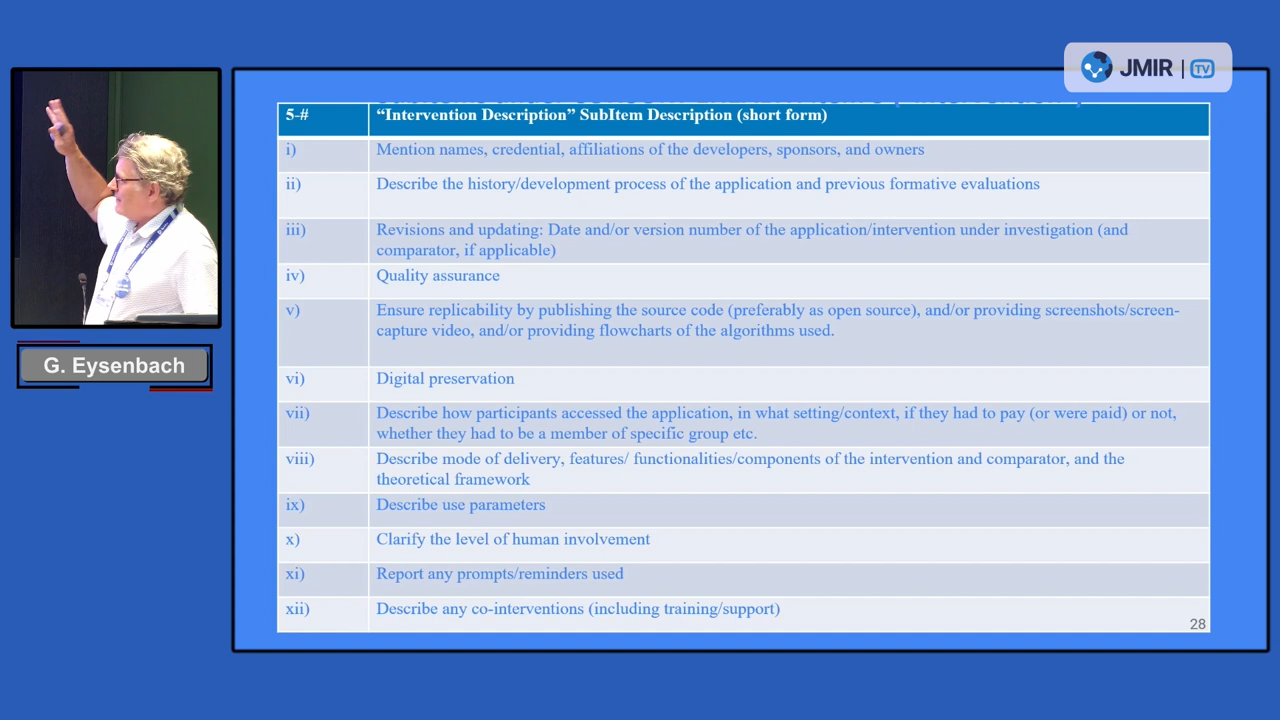 JMIR | TV
5-# "Intervention Description" SubItem Description (short form)
i) Mention names, credential, affiliations of the developers, sponsors, and owners
ii) Describe the history/development process of the application and previous formative evaluations
iii) Revisions and updating: Date and/or version number of the application/intervention under investigation (and
comparator, if applicable)
iv) Quality assurance
v) Ensure replicability by publishing the source code (preferably as open source), and/or providing screenshots/screen-
capture video, and/or providing flowcharts of the algorithms used.
vi) Digital preservation
vii) Describe how participants accessed the application, in what setting/context, if they had to pay (or were paid) or not,
whether they had to be a member of specific group etc.
viii) Describe mode of delivery, features/ functionalities/components of the intervention and comparator, and the
theoretical framework
ix) Describe use parameters
x) Clarify the level of human involvement
xi) Report any prompts/reminders used
xii) Describe any co-interventions (including training/support)
28
G. Eysenbach